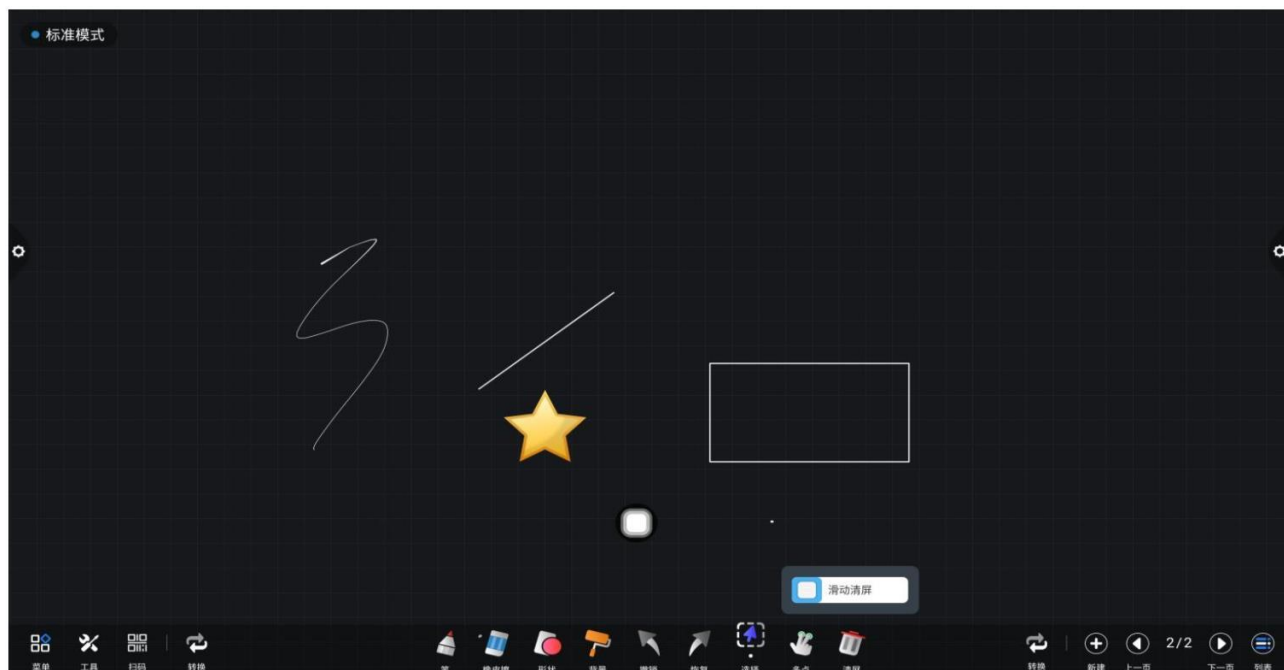 标准模式
滑动清屏
菜单 工具 扫码 转换 笔 橡皮擦 形状 背景 撤销 恢复 选择 多点 清屏 转换 新建 上一页 2/2 下一页 列表